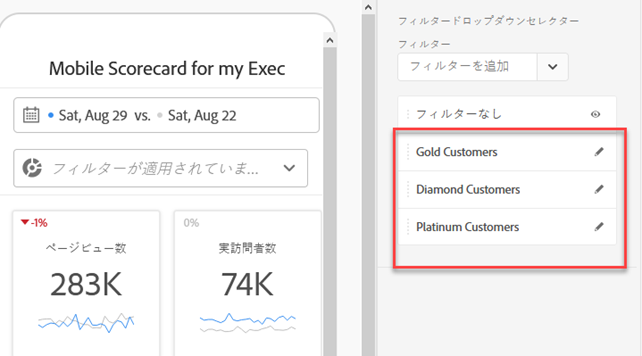 Mobile Scorecard for my Exec
Sat, Aug 29 vs. Sat, Aug 22
フィルターが適用されていま...
-1%
ページビュー数
283K
0%
実訪問者数
74K
フィルタードロップダウンセレクター
フィルター
フィルターを追加
フィルターなし
Gold Customers
Diamond Customers
Platinum Customers